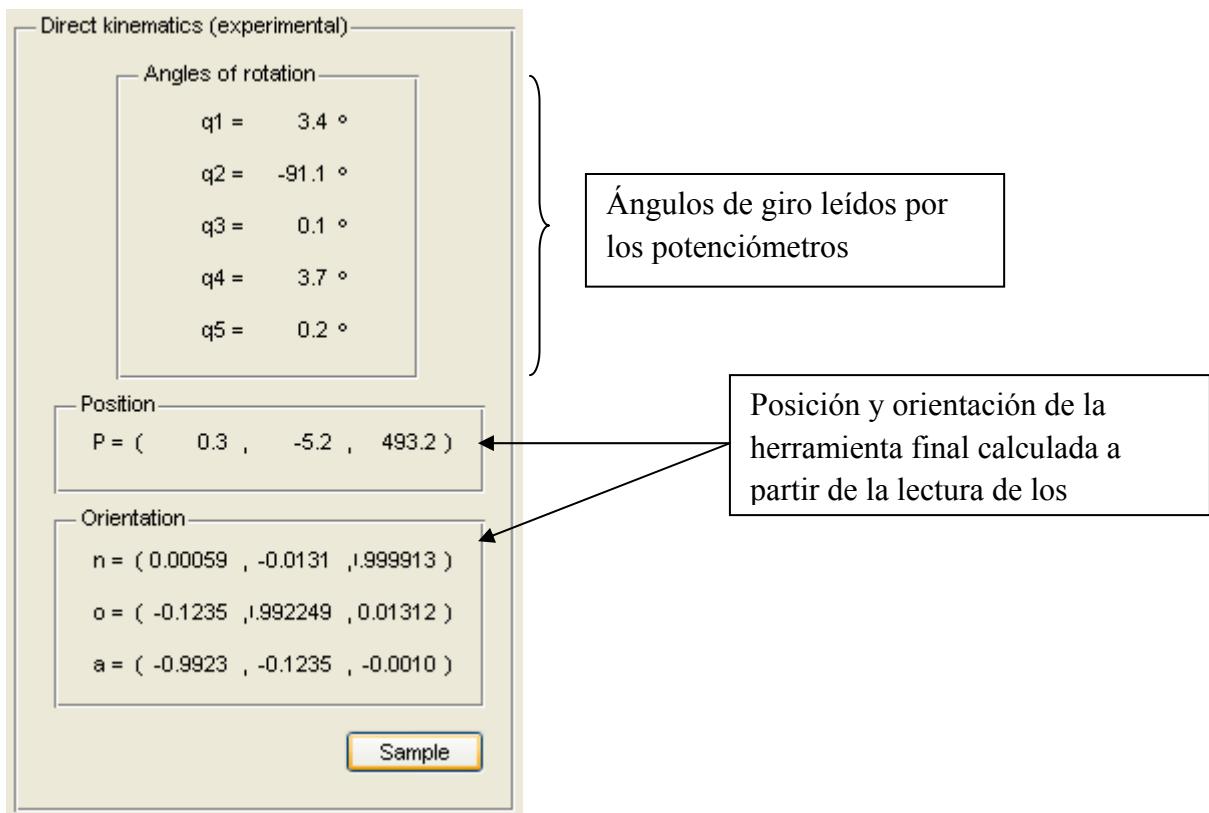 Direct kinematics (experimental)
Angles of rotation
q1 = 3.4 º
q2 = -91.1 º
q3 = 0.1 º
q4 = 3.7 º
q5 = 0.2 º
Ángulos de giro leídos por
los potenciómetros
Position
P = ( 0.3 , -5.2 , 493.2 )
Posición y orientación de la
herramienta final calculada a
partir de la lectura de los
Orientation
n = ( 0.00059 , -0.0131 , .999913 )
o = ( -0.1235 , .992249 , 0.01312 )
a = ( -0.9923 , -0.1235 , -0.0010 )
Sample